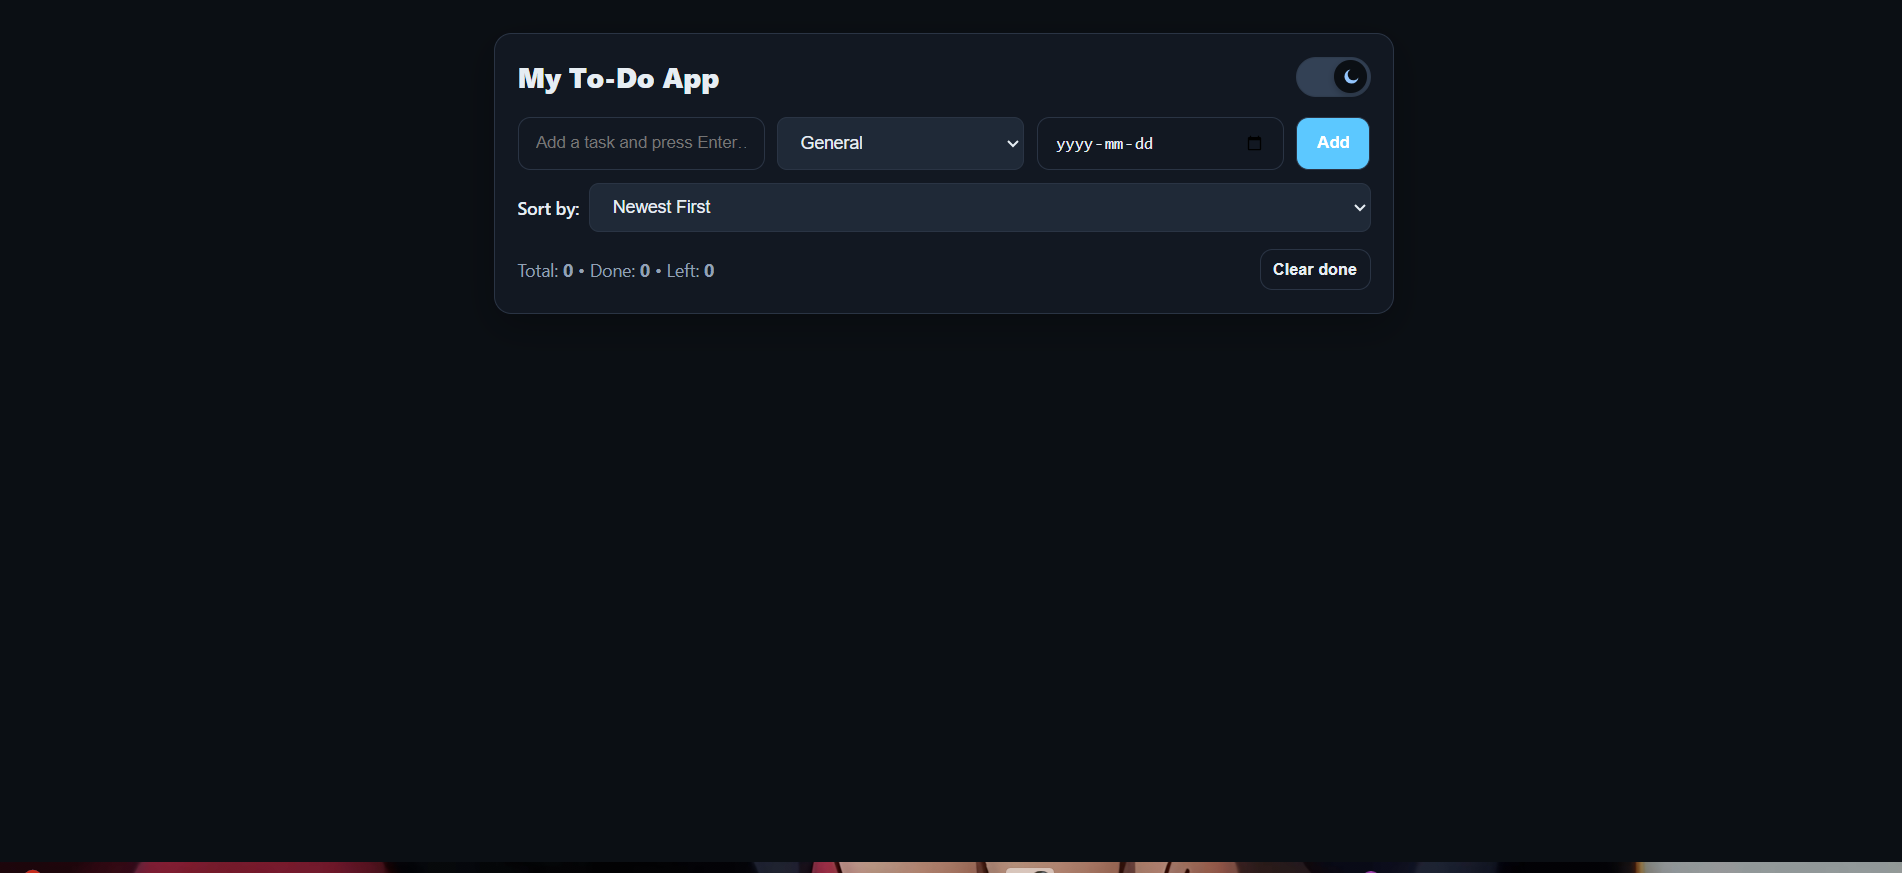 My To-Do App
Add a task and press Enter..
General
yyyy-mm-dd
Add
Sort by:
Newest First
Total: 0 • Done: 0 • Left: 0
Clear done